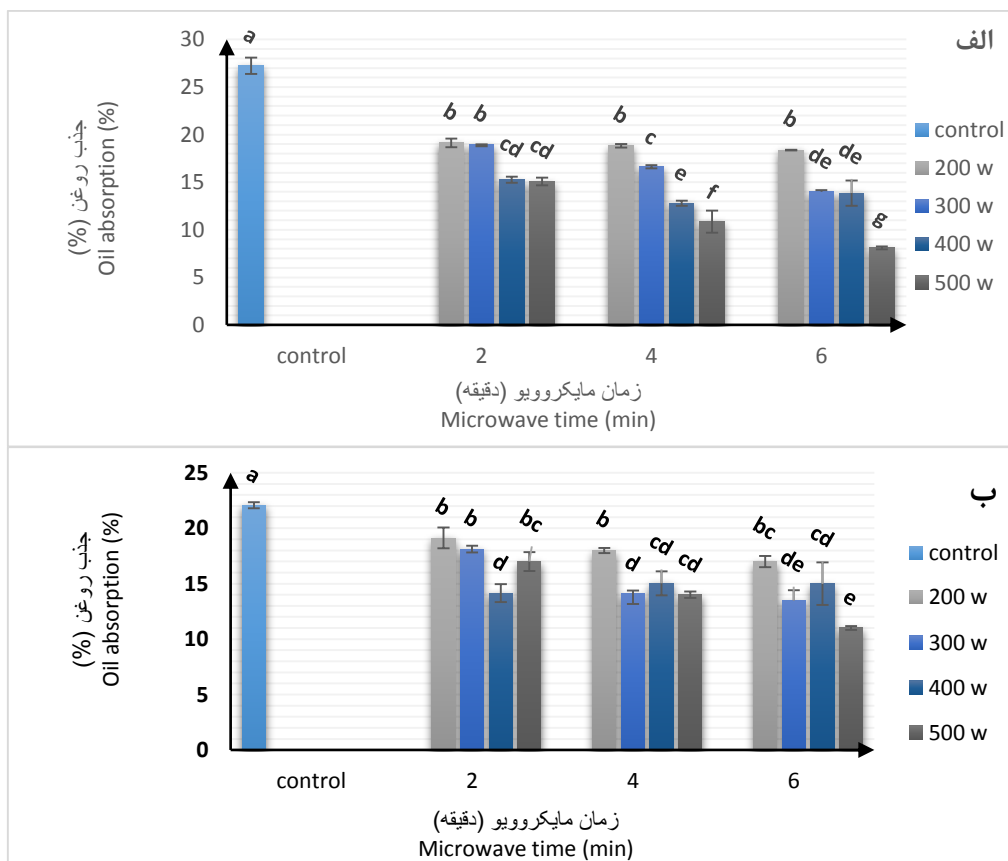 الف
30
25
20
15
10
5
0
جذب روغن (%)
Oil absorption (%)
a
b b cd cd
b c e f
b de de g
control 2 4 6
زمان مایکروویو (دقیقه)
Microwave time (min)
control
200 w
300 w
400 w
500 w
ب
25
20
15
10
5
0
جذب روغن (%)
Oil absorption (%)
a
b b d bc
b d cd cd
bc de cd e
control 2 4 6
زمان مایکروویو (دقیقه)
Microwave time (min)
control
200 w
300 w
400 w
500 w